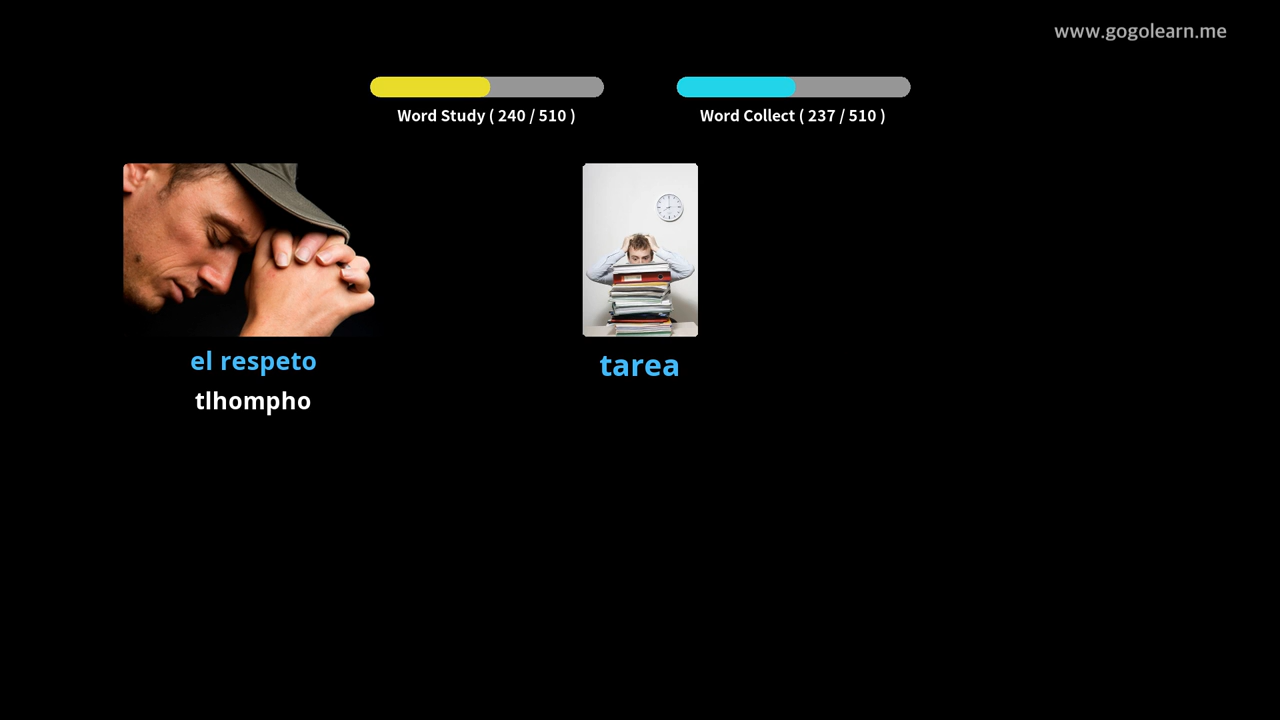 www.gogolearn.me
Word Study ( 240 / 510 )
Word Collect ( 237 / 510 )
el respeto
tlhompho
tarea